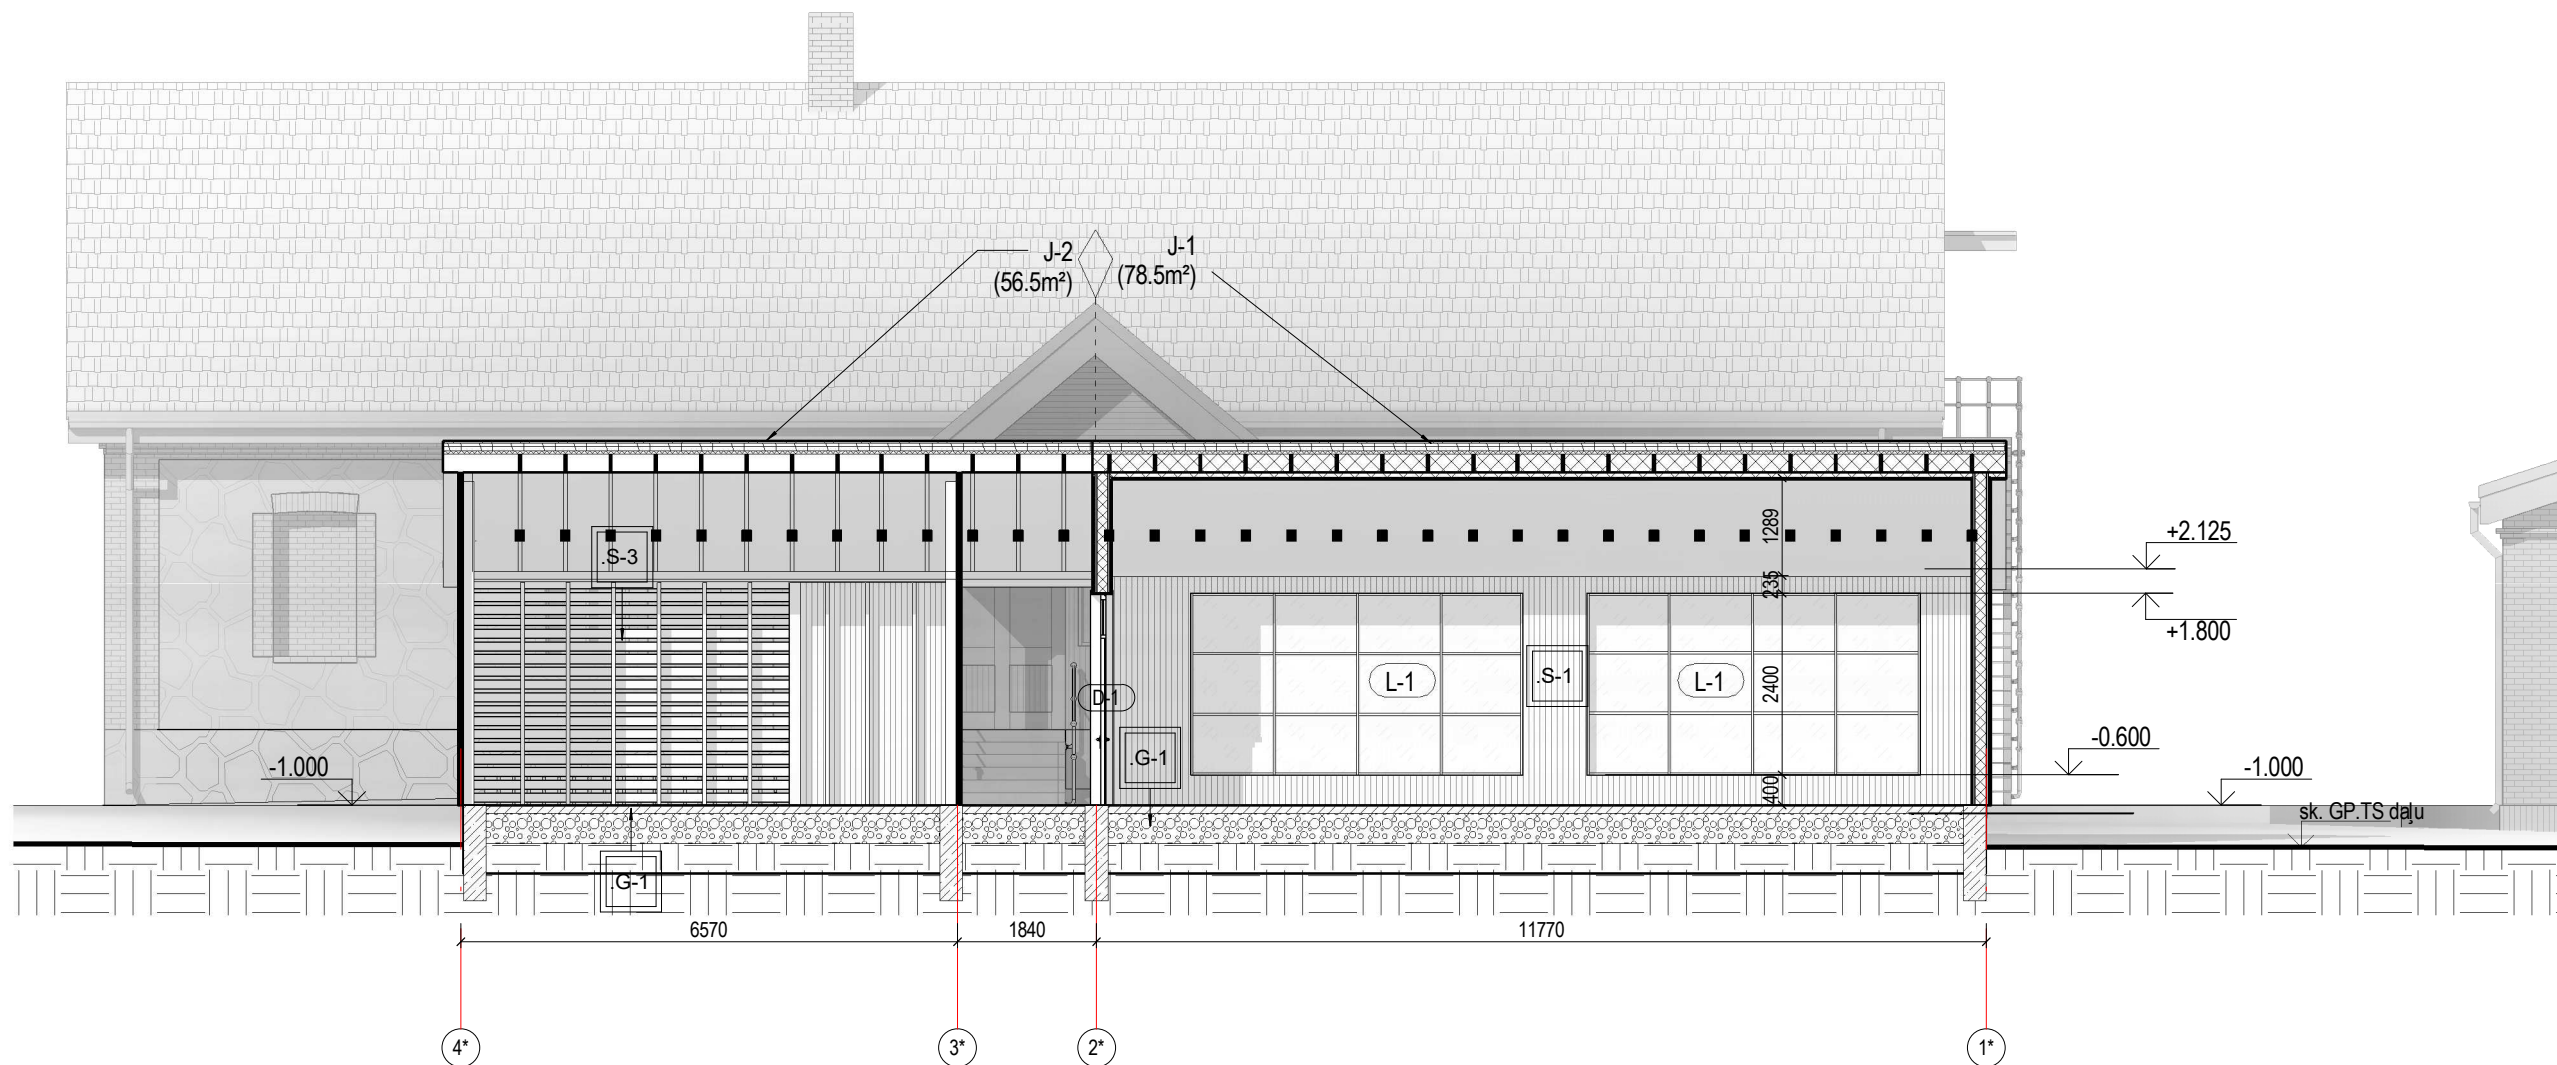 J-2
(56.5m²)
J-1
(78.5m²)
1289
+2.125
.S-3
235
+1.800
2400
L-1
.S-1
L-1
D-1
-0.600
.G-1
-1.000
-1.000
400
sk. GP.TS daļu
.G-1
6570
1840
11770
4*
3*
2*
1*